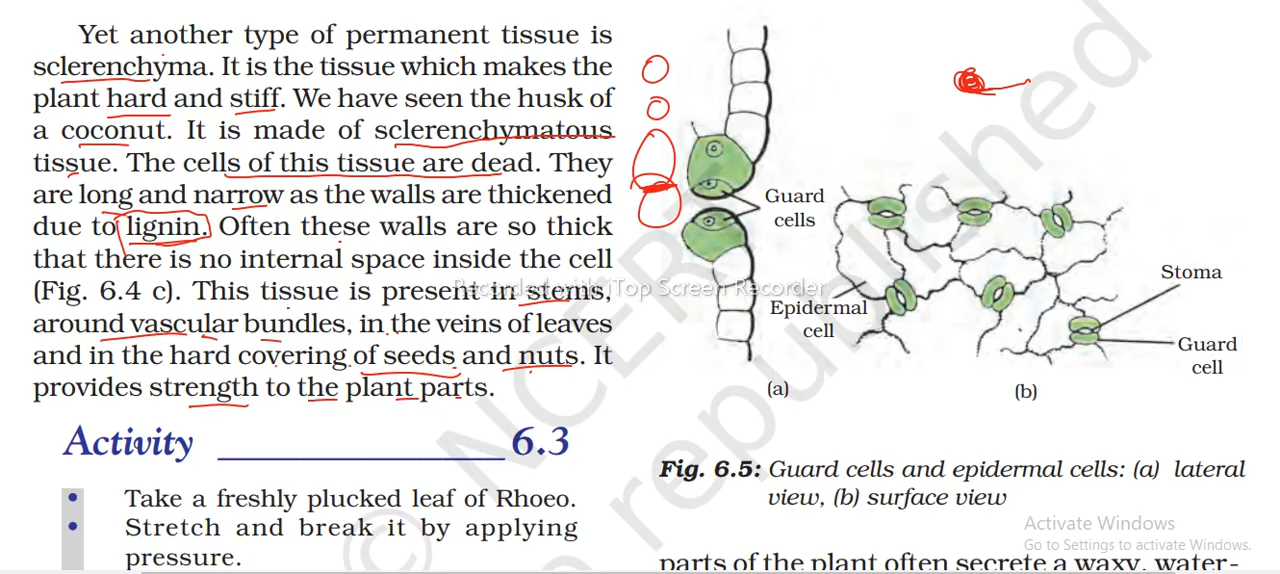 Yet another type of permanent tissue is
sclerenchyma. It is the tissue which makes the
plant hard and stiff. We have seen the husk of
a coconut. It is made of sclerenchymatous
tissue. The cells of this tissue are dead. They
are long and narrow as the walls are thickened
due to lignin. Often these walls are so thick
that there is no internal space inside the cell
(Fig. 6.4 c). This tissue is present in stems,
around vascular bundles, in the veins of leaves
and in the hard covering of seeds and nuts. It
provides strength to the plant parts.
Activity 6.3
• Take a freshly plucked leaf of Rhoeo.
• Stretch and break it by applying
pressure.
Guard
cells
Epidermal
cell
Stoma
Guard
cell
(a)
(b)
Fig. 6.5: Guard cells and epidermal cells: (a) lateral
view, (b) surface view
parts of the plant often secrete a waxy, water-
Recorded with iTop Screen Recorder
© NCERT
republished
Activate Windows
Go to Settings to activate Windows.